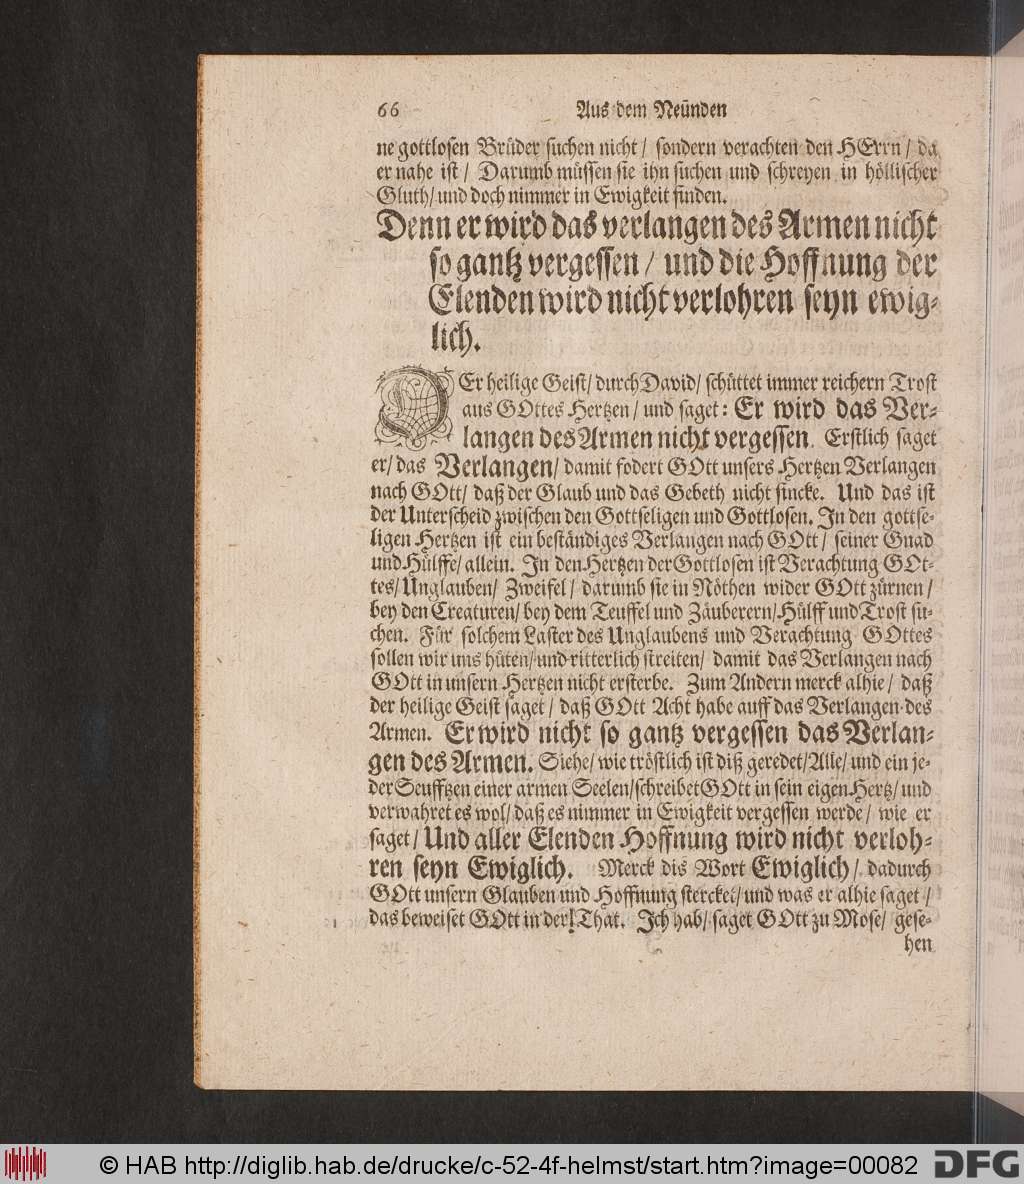 66 Aus dem Neünden
ne gottlosen Brüder suchen nicht / sondern verachten den HErrn / da
er nahe ist / Darumb müssen sie ihn suchen und schreyen in höllischer
Gluth / und doch nimmer in Ewigkeit finden.
Denn er wird das verlangen des Armen nicht
so gantz vergessen / und die Hoffnung der
Elenden wird nicht verlohren seyn ewig-
lich.
DEr heilige Geist / durch David / schüttet immer reichern Trost
aus GOttes Hertzen / und saget: Er wird das Ver-
langen des Armen nicht vergessen. Erstlich saget
er / das Verlangen / damit fodert GOtt unsers Hertzen Verlangen
nach GOtt / daß der Glaub und das Gebeth nicht sincke. Und das ist
der Unterscheid zwischen den Gottseligen und Gottlosen. In den gottse-
ligen Hertzen ist ein beständiges Verlangen nach GOtt / seiner Gnad
und Hülffe / allein. In den Hertzen der Gottlosen ist Verachtung GOt-
tes / Unglauben / Zweifel / darumb sie in Nöthen wider GOtt zürnen /
bey den Creaturen / bey dem Teuffel und Zäuberern / Hülff und Trost su-
chen. Für solchem Laster des Unglaubens und Verachtung GOttes
sollen wir uns hüten / und ritterlich streiten / damit das Verlangen nach
GOtt in unsern Hertzen nicht ersterbe. Zum Andern merck alhie / daß
der heilige Geist saget / daß GOtt Acht habe auff das Verlangen des
Armen. Er wird nicht so gantz vergessen das Verlan-
gen des Armen. Siehe / wie tröstlich ist diß geredet / Alle / und ein je-
der Seufftzen einer armen Seelen / schreibet GOtt in sein eigen Hertz / und
verwahret es wol / daß es nimmer in Ewigkeit vergessen werde / wie er
saget / Und aller Elenden Hoffnung wird nicht verloh-
ren seyn Ewiglich. Merck dis Wort Ewiglich / dadurch
GOtt unsern Glauben und Hoffnung stercket / und was er alhie saget /
das beweiset GOtt in der That. Ich hab / saget GOtt zu Mose / gese-
hen
© HAB http://diglib.hab.de/drucke/c-52-4f-helmst/start.htm?image=00082 DFG